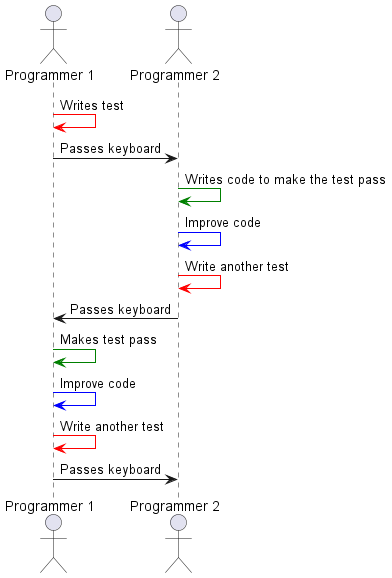 Programmer 1
Programmer 2
Writes test
Passes keyboard
Writes code to make the test pass
Improve code
Write another test
Passes keyboard
Makes test pass
Improve code
Write another test
Passes keyboard
Programmer 1
Programmer 2